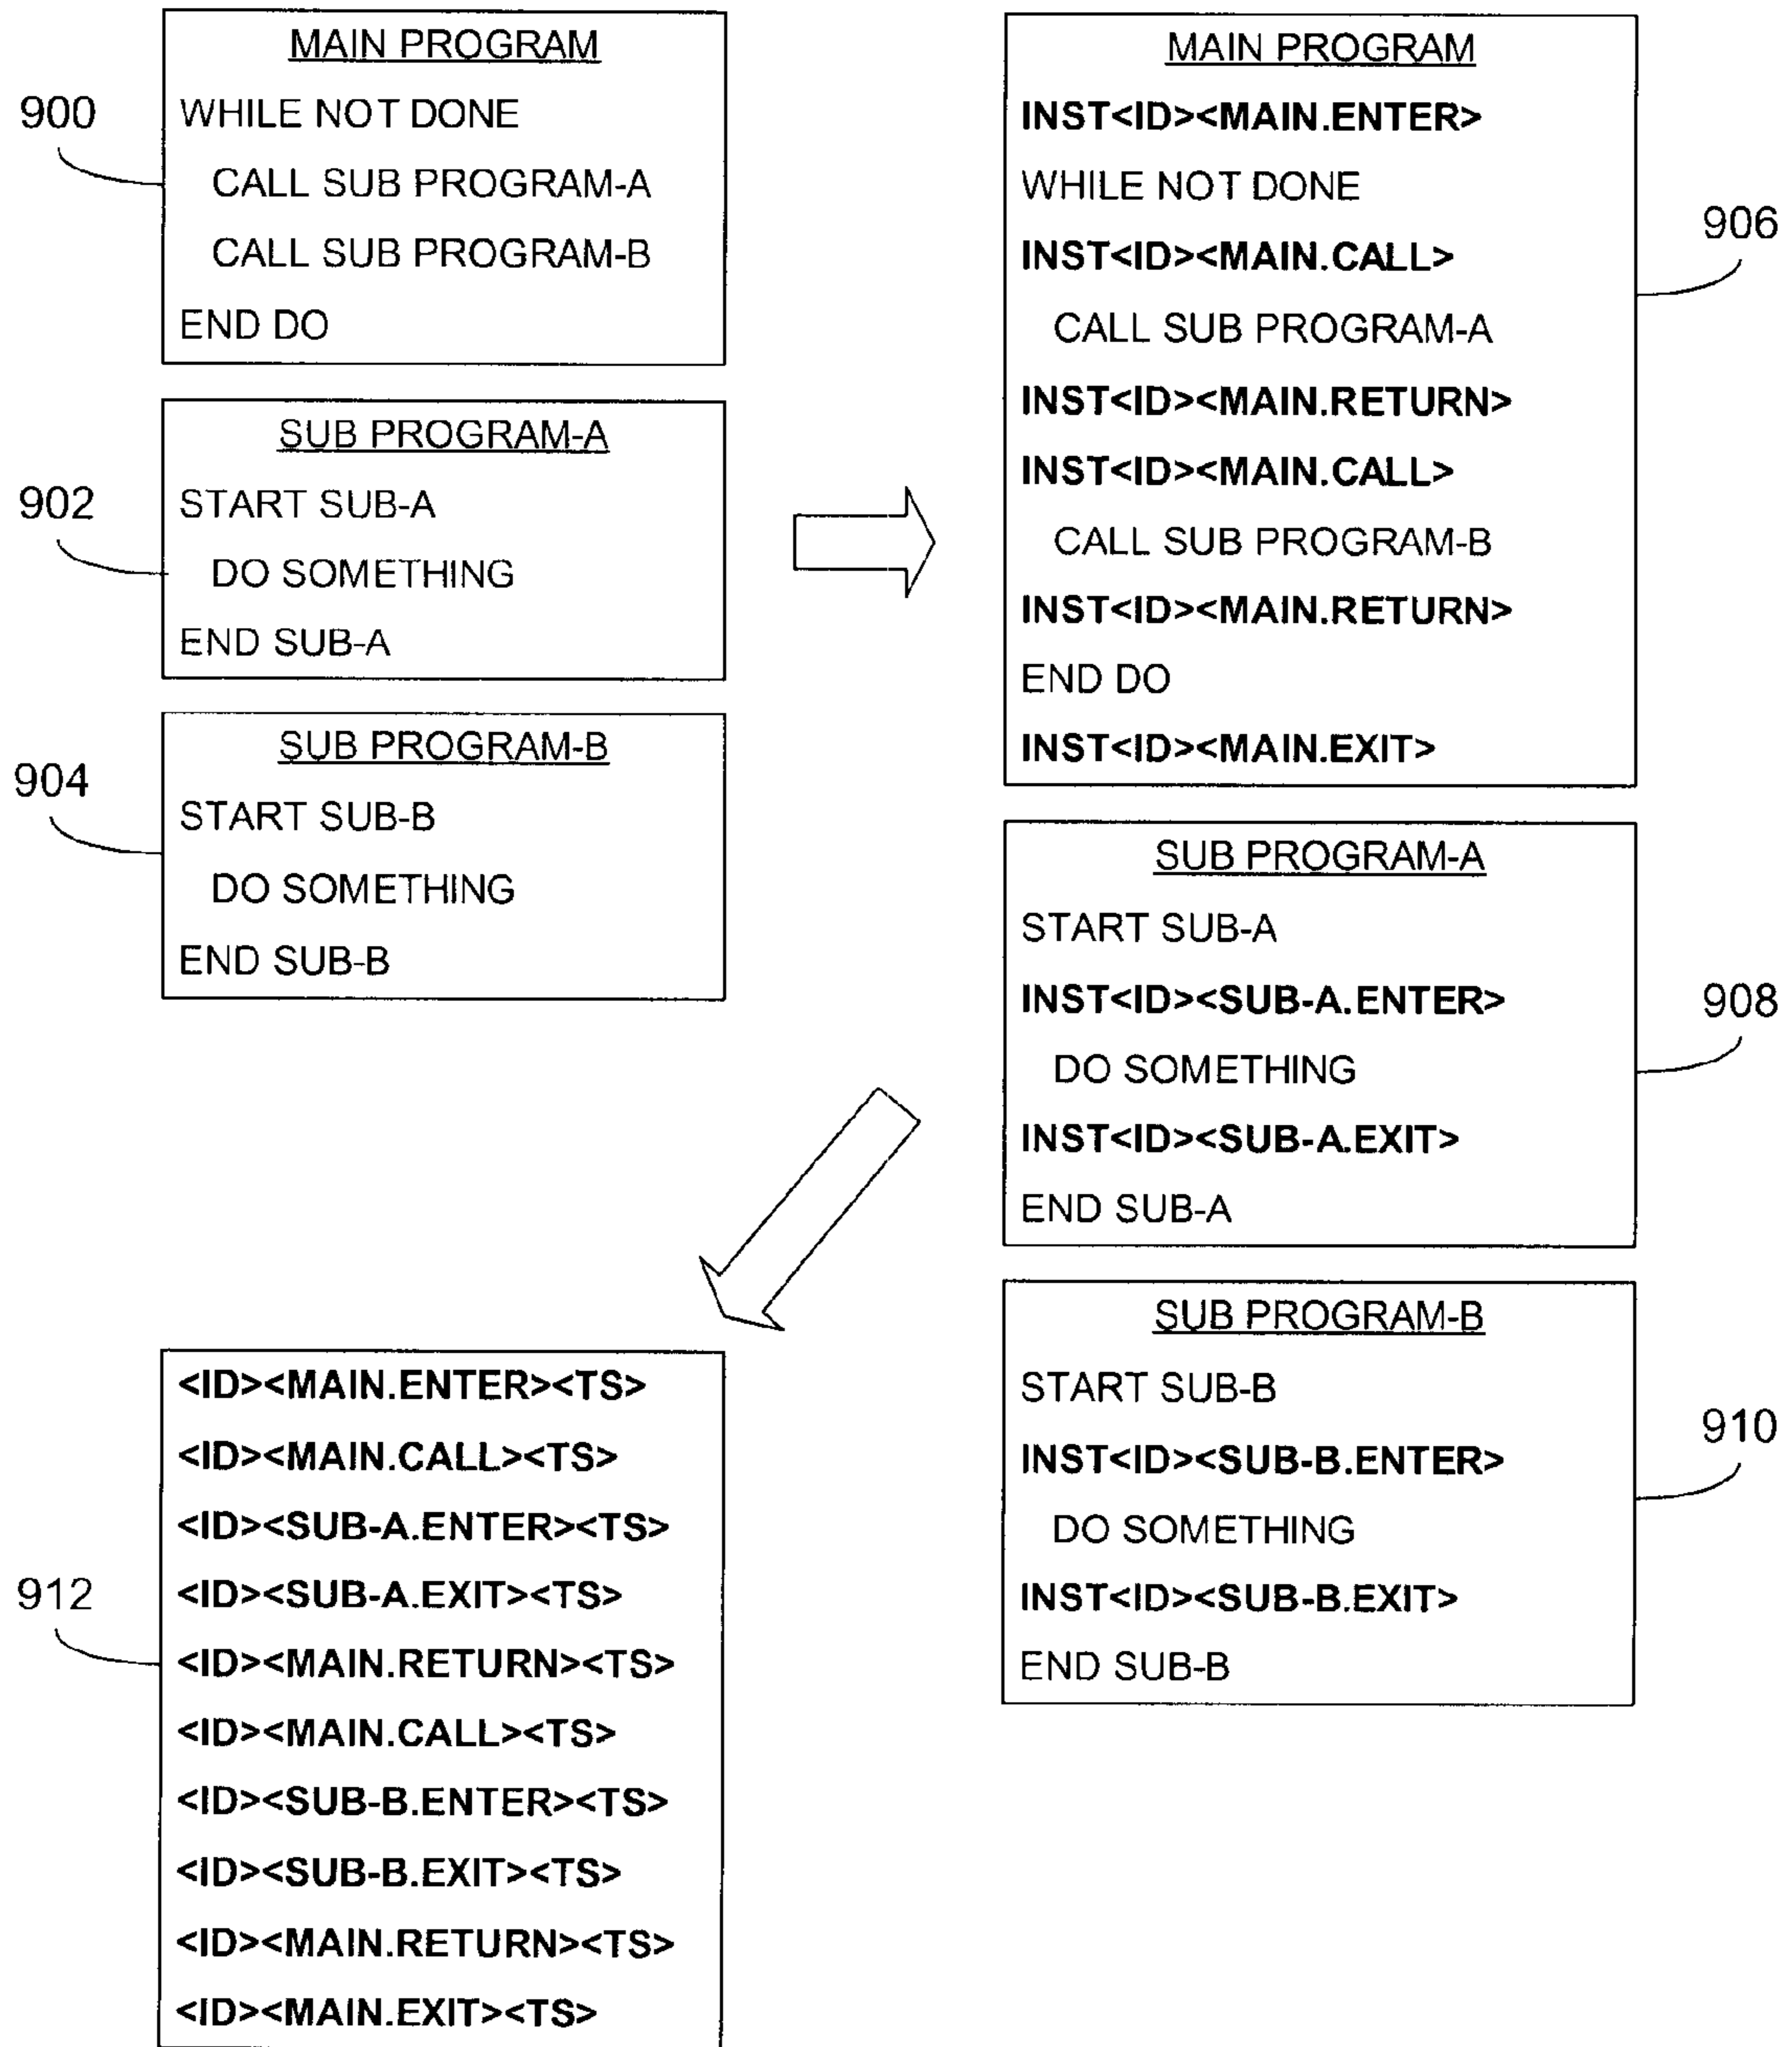 900
MAIN PROGRAM
WHILE NOT DONE
CALL SUB PROGRAM-A
CALL SUB PROGRAM-B
END DO
902
SUB PROGRAM-A
START SUB-A
DO SOMETHING
END SUB-A
904
SUB PROGRAM-B
START SUB-B
DO SOMETHING
END SUB-B
906
MAIN PROGRAM
INST<ID><MAIN.ENTER>
WHILE NOT DONE
INST<ID><MAIN.CALL>
CALL SUB PROGRAM-A
INST<ID><MAIN.RETURN>
INST<ID><MAIN.CALL>
CALL SUB PROGRAM-B
INST<ID><MAIN.RETURN>
END DO
INST<ID><MAIN.EXIT>
908
SUB PROGRAM-A
START SUB-A
INST<ID><SUB-A.ENTER>
DO SOMETHING
INST<ID><SUB-A.EXIT>
END SUB-A
910
SUB PROGRAM-B
START SUB-B
INST<ID><SUB-B.ENTER>
DO SOMETHING
INST<ID><SUB-B.EXIT>
END SUB-B
912
<ID><MAIN.ENTER><TS>
<ID><MAIN.CALL><TS>
<ID><SUB-A.ENTER><TS>
<ID><SUB-A.EXIT><TS>
<ID><MAIN.RETURN><TS>
<ID><MAIN.CALL><TS>
<ID><SUB-B.ENTER><TS>
<ID><SUB-B.EXIT><TS>
<ID><MAIN.RETURN><TS>
<ID><MAIN.EXIT><TS>